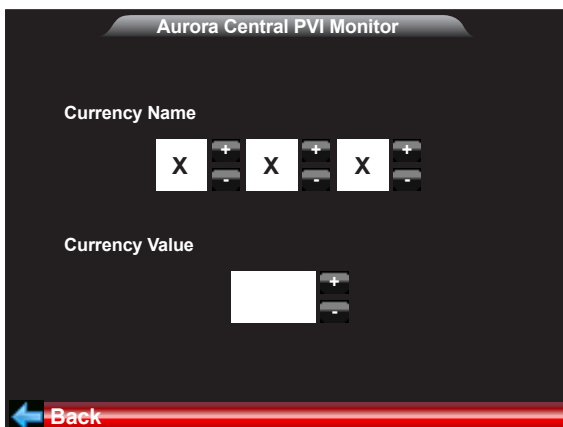 Aurora Central PVI Monitor
Currency Name
X + - X + - X + -
Currency Value
+ -
Back